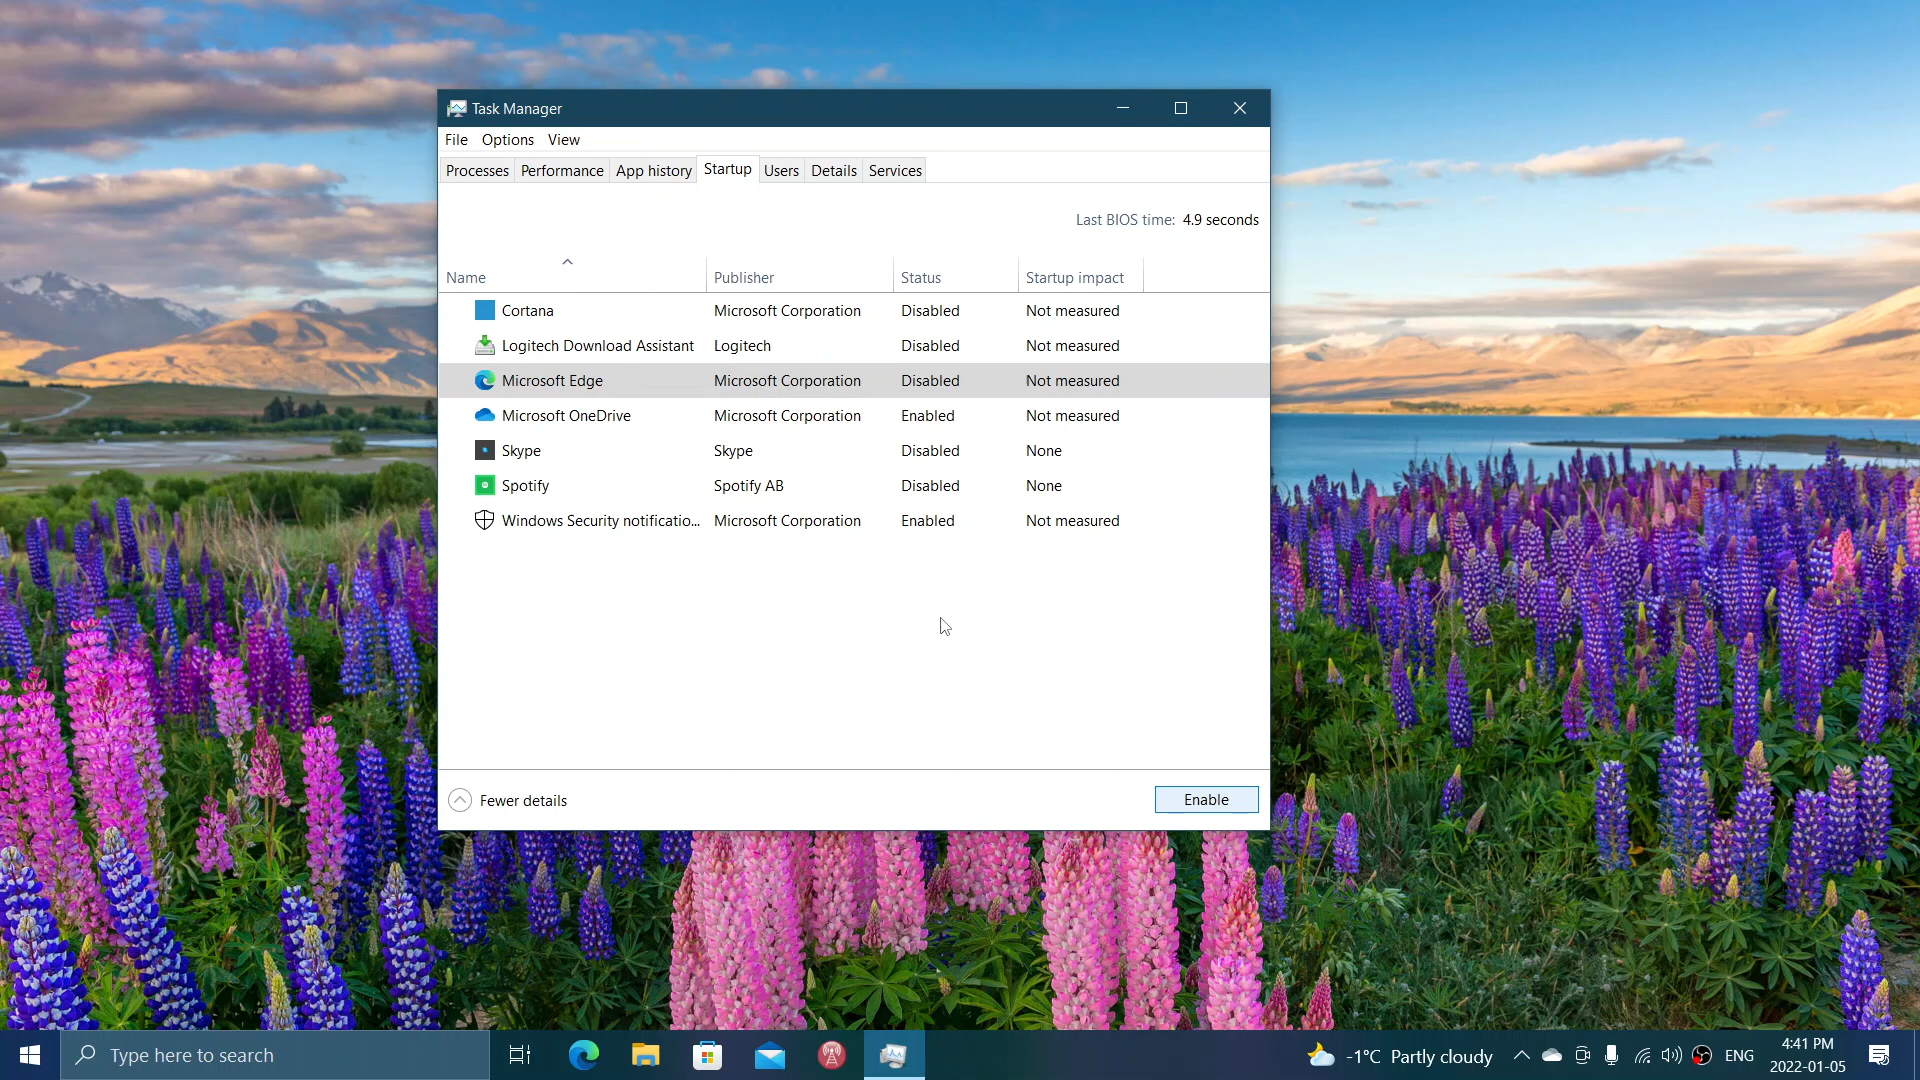 Task Manager
File Options View
Processes Performance App history Startup Users Details Services
Last BIOS time: 4.9 seconds
Name Publisher Status Startup impact
Cortana Microsoft Corporation Disabled Not measured
Logitech Download Assistant Logitech Disabled Not measured
Microsoft Edge Microsoft Corporation Disabled Not measured
Microsoft OneDrive Microsoft Corporation Enabled Not measured
Skype Skype Disabled None
Spotify Spotify AB Disabled None
Windows Security notificatio... Microsoft Corporation Enabled Not measured
Fewer details Enable
Type here to search -1°C Partly cloudy ENG 4:41 PM
2022-01-05